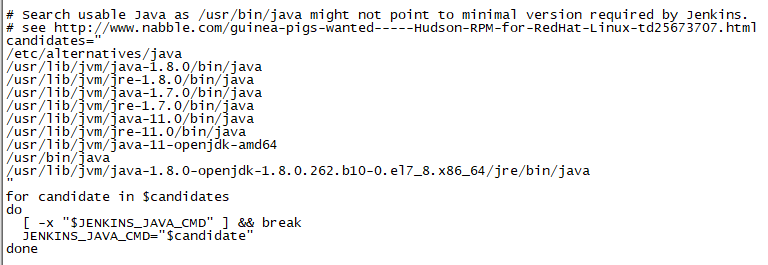 # Search usable Java as /usr/bin/java might not point to minimal version required by Jenkins.
# see http://www.nabble.com/guinea-pigs-wanted-----Hudson-RPM-for-RedHat-Linux-td25673707.html
candidates="
/etc/alternatives/java
/usr/lib/jvm/java-1.8.0/bin/java
/usr/lib/jvm/jre-1.8.0/bin/java
/usr/lib/jvm/java-1.7.0/bin/java
/usr/lib/jvm/jre-1.7.0/bin/java
/usr/lib/jvm/java-11.0/bin/java
/usr/lib/jvm/jre-11.0/bin/java
/usr/lib/jvm/java-11-openjdk-amd64
/usr/bin/java
/usr/lib/jvm/java-1.8.0-openjdk-1.8.0.262.b10-0.el7_8.x86_64/jre/bin/java
"
for candidate in $candidates
do
  [ -x "$JENKINS_JAVA_CMD" ] && break
  JENKINS_JAVA_CMD="$candidate"
done